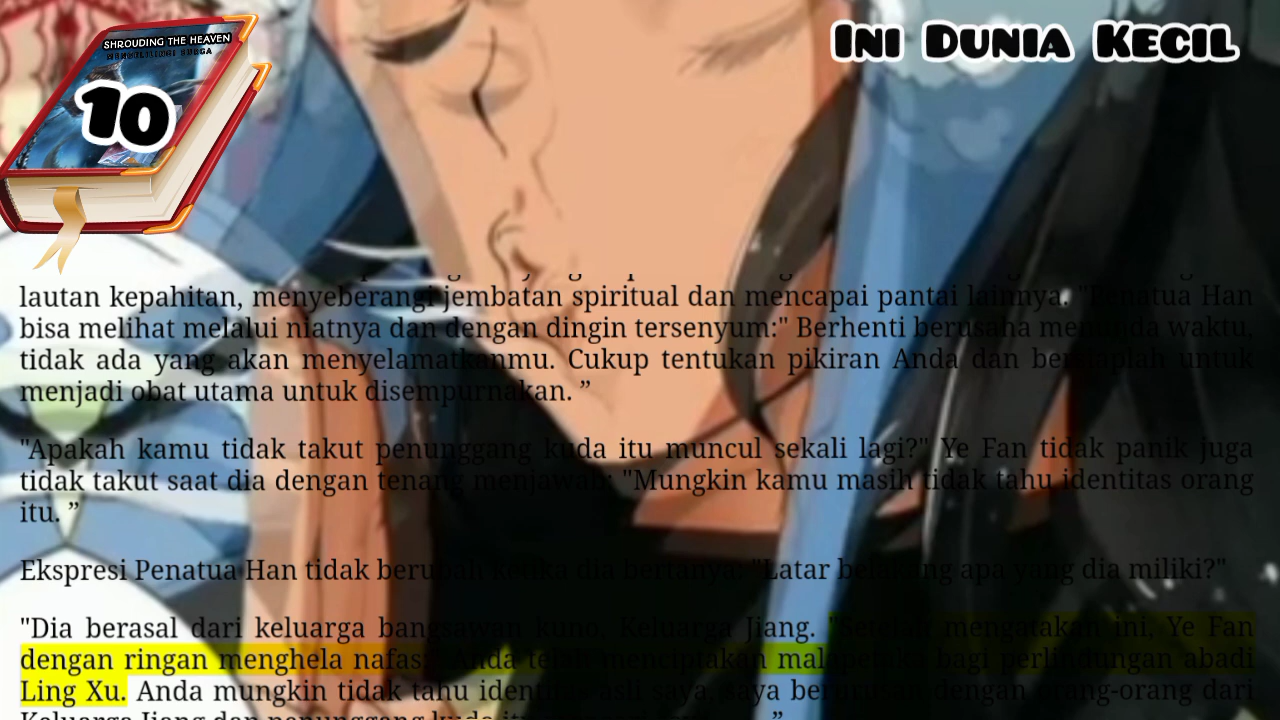 SHROUDING THE HEAVEN
10
Ini Dunia Kecil
lautan kepahitan, menyeberangi jembatan spiritual dan mencapai pantai lainnya. "Penatua Han
bisa melihat melalui niatnya dan dengan dingin tersenyum:" Berhenti berusaha menunda waktu,
tidak ada yang akan menyelamatkanmu. Cukup tentukan pikiran Anda dan bersiaplah untuk
menjadi obat utama untuk disempurnakan. ”
"Apakah kamu tidak takut penunggang kuda itu muncul sekali lagi?" Ye Fan tidak panik juga
tidak takut saat dia dengan tenang menjawab: "Mungkin kamu masih tidak tahu identitas orang
itu. ”
Ekspresi Penatua Han tidak berubah ketika dia bertanya: "Latar belakang apa yang dia miliki?"
"Dia berasal dari keluarga bangsawan kuno, Keluarga Jiang. "Setelah mengatakan ini, Ye Fan
dengan ringan menghela nafas:" Anda telah menciptakan malapetaka bagi perlindungan abadi
Ling Xu. Anda mungkin tidak tahu identitas asli saya, saya berurusan dengan orang-orang dari